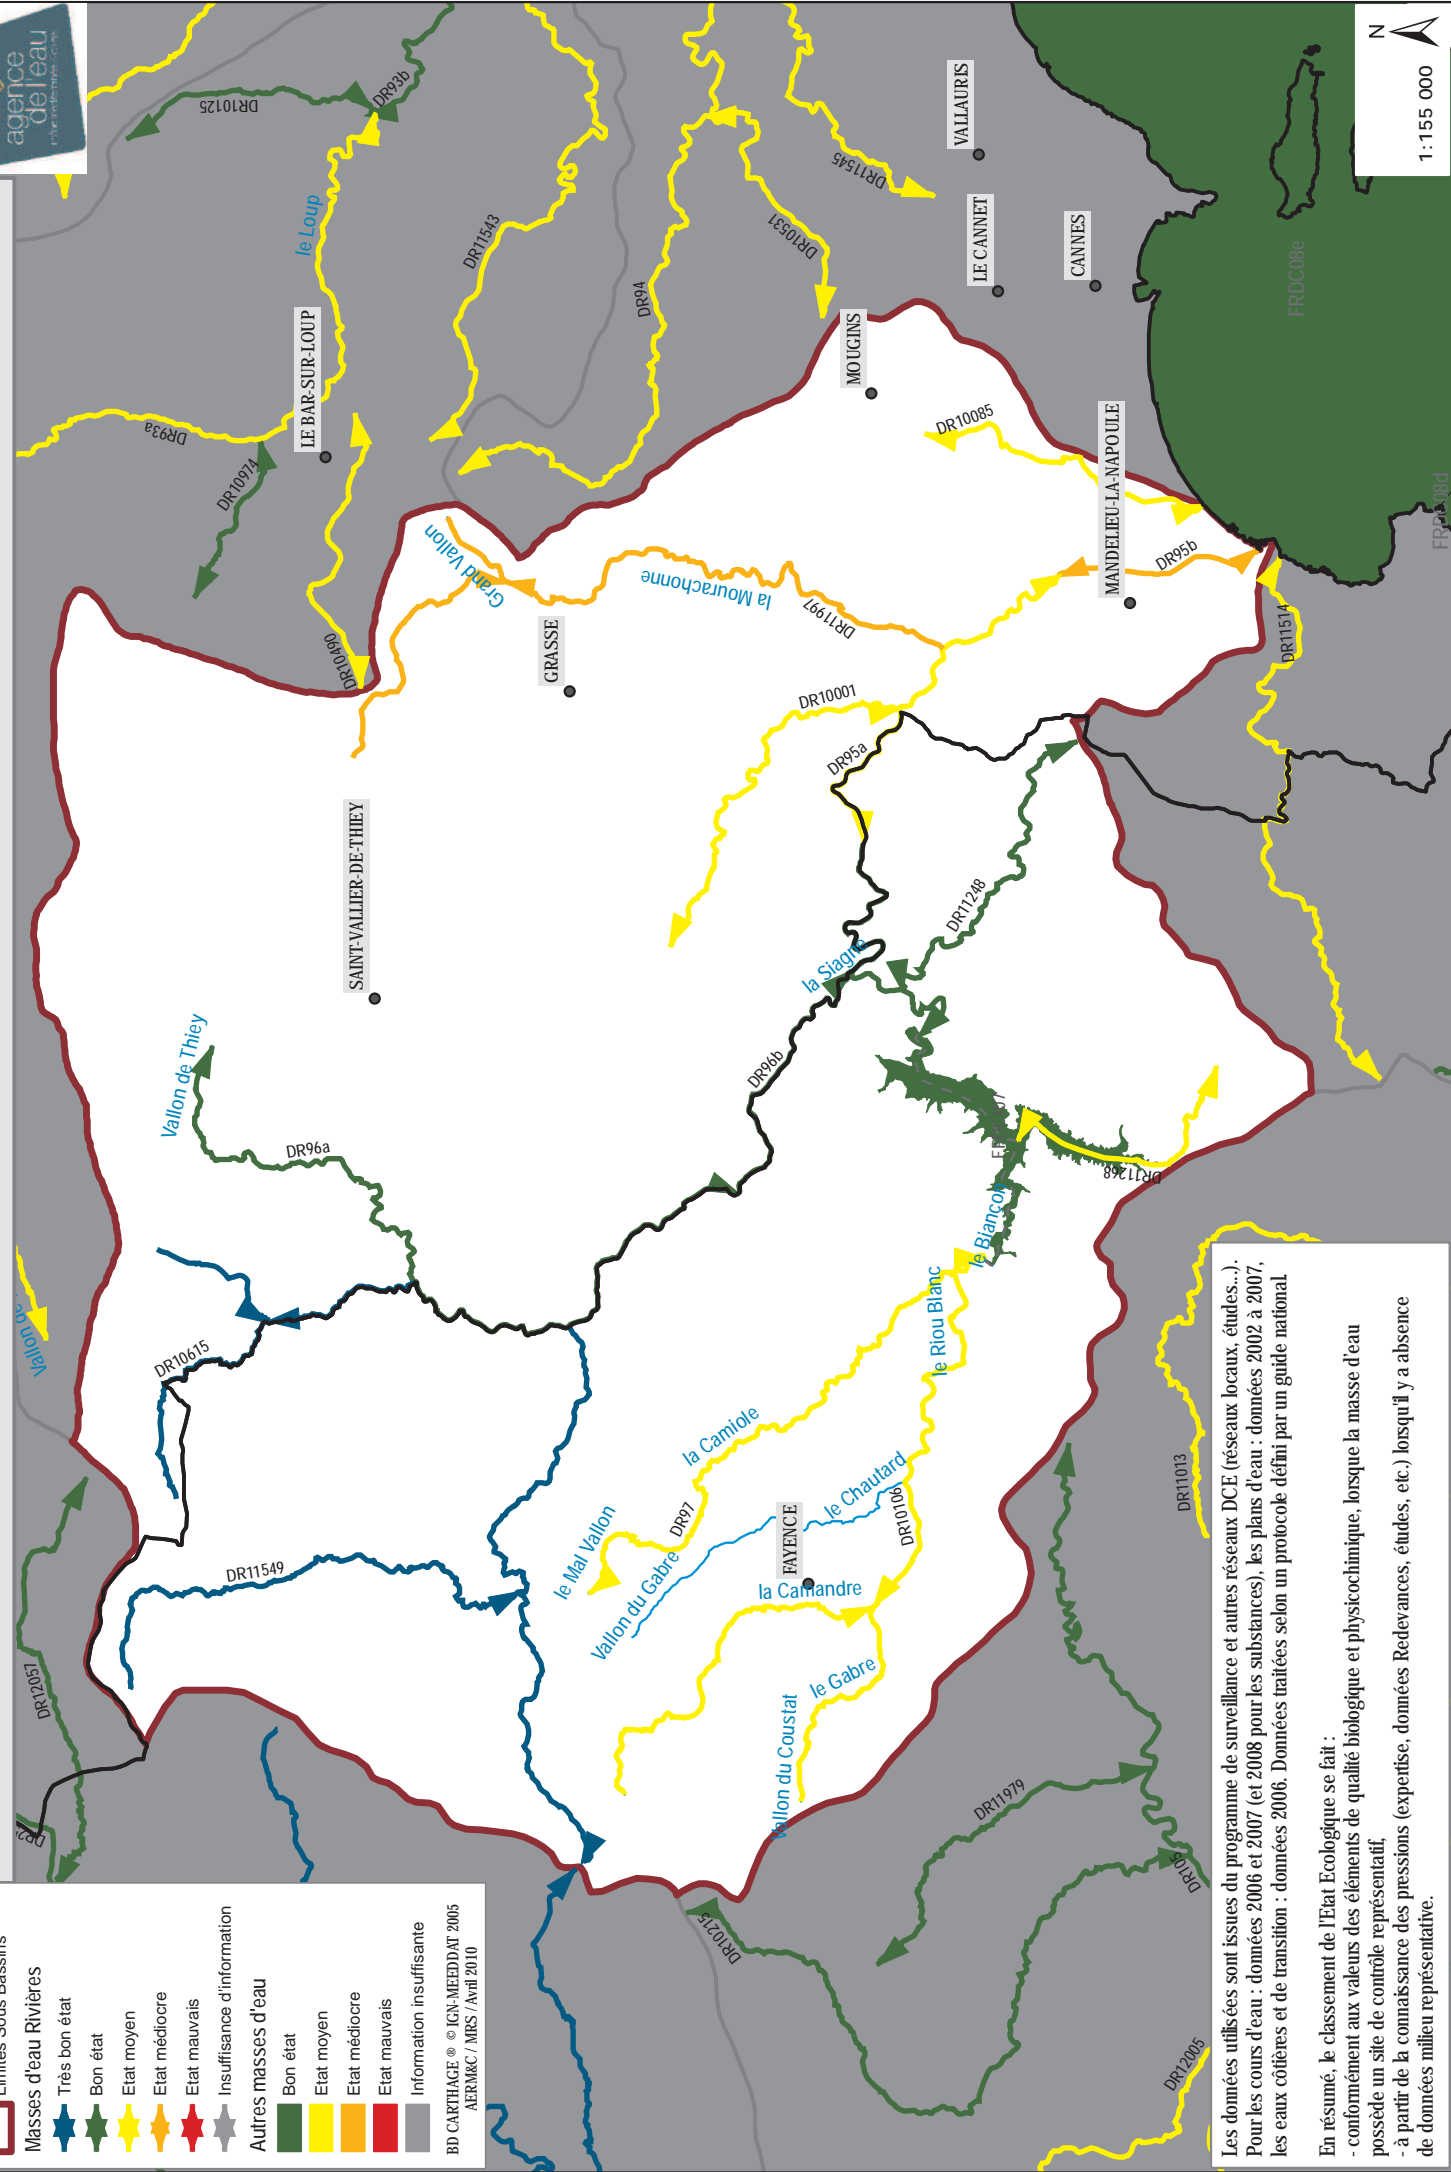 agence
de l'eau
Limites Sous Bassins
Masses d'eau Rivières
Très bon état
Bon état
Etat moyen
Etat médiocre
Etat mauvais
Insuffisance d'information
Autres masses d'eau
Bon état
Etat moyen
Etat médiocre
Etat mauvais
Information insuffisante
BD CARTHAGE ® © IGN-MEEDDAT 2005
AERM&C / MRS / Avril 2010
DR12057
DR11549
DR10615
Vallon de Thiey
DR96a
SAINT-VALLIER-DE-THIEY
DR10490
LE BAR-SUR-LOUP
DR10974
DR93a
le Loup
DR10125
DR93b
DR11543
DR94
DR10531
DR11545
VALLAURIS
LE CANNET
CANNES
MOUGINS
Grand Vallon
GRASSE
la Mourachonne
DR11997
DR10001
DR95a
DR10085
MANDELIEU-LA-NAPOULE
DR95b
DR11514
FRDC08e
la Siagne
DR96b
DR11248
DR11268
le Biançon
le Riou Blanc
la Camiole
DR97
le Mal Vallon
Vallon du Gabre
le Chautard
FAYENCE
DR10106
la Camandre
le Gabre
Vallon du Coustat
DR10215
DR11979
DR105
DR11013
DR12005
N
1:155 000
Les données utilisées sont issues du programme de surveillance et autres réseaux DCE (réseaux locaux, études...).
Pour les cours d'eau : données 2006 et 2007 (et 2008 pour les substances), les plans d'eau : données 2002 à 2007,
les eaux côtières et de transition : données 2006. Données traitées selon un protocole défini par un guide national.
En résumé, le classement de l'Etat Ecologique se fait :
- conformément aux valeurs des éléments de qualité biologique et physicochimique, lorsque la masse d'eau
possède un site de contrôle représentatif,
- à partir de la connaissance des pressions (expertise, données Redevances, études, etc.) lorsqu'il y a absence
de données milieu représentative.